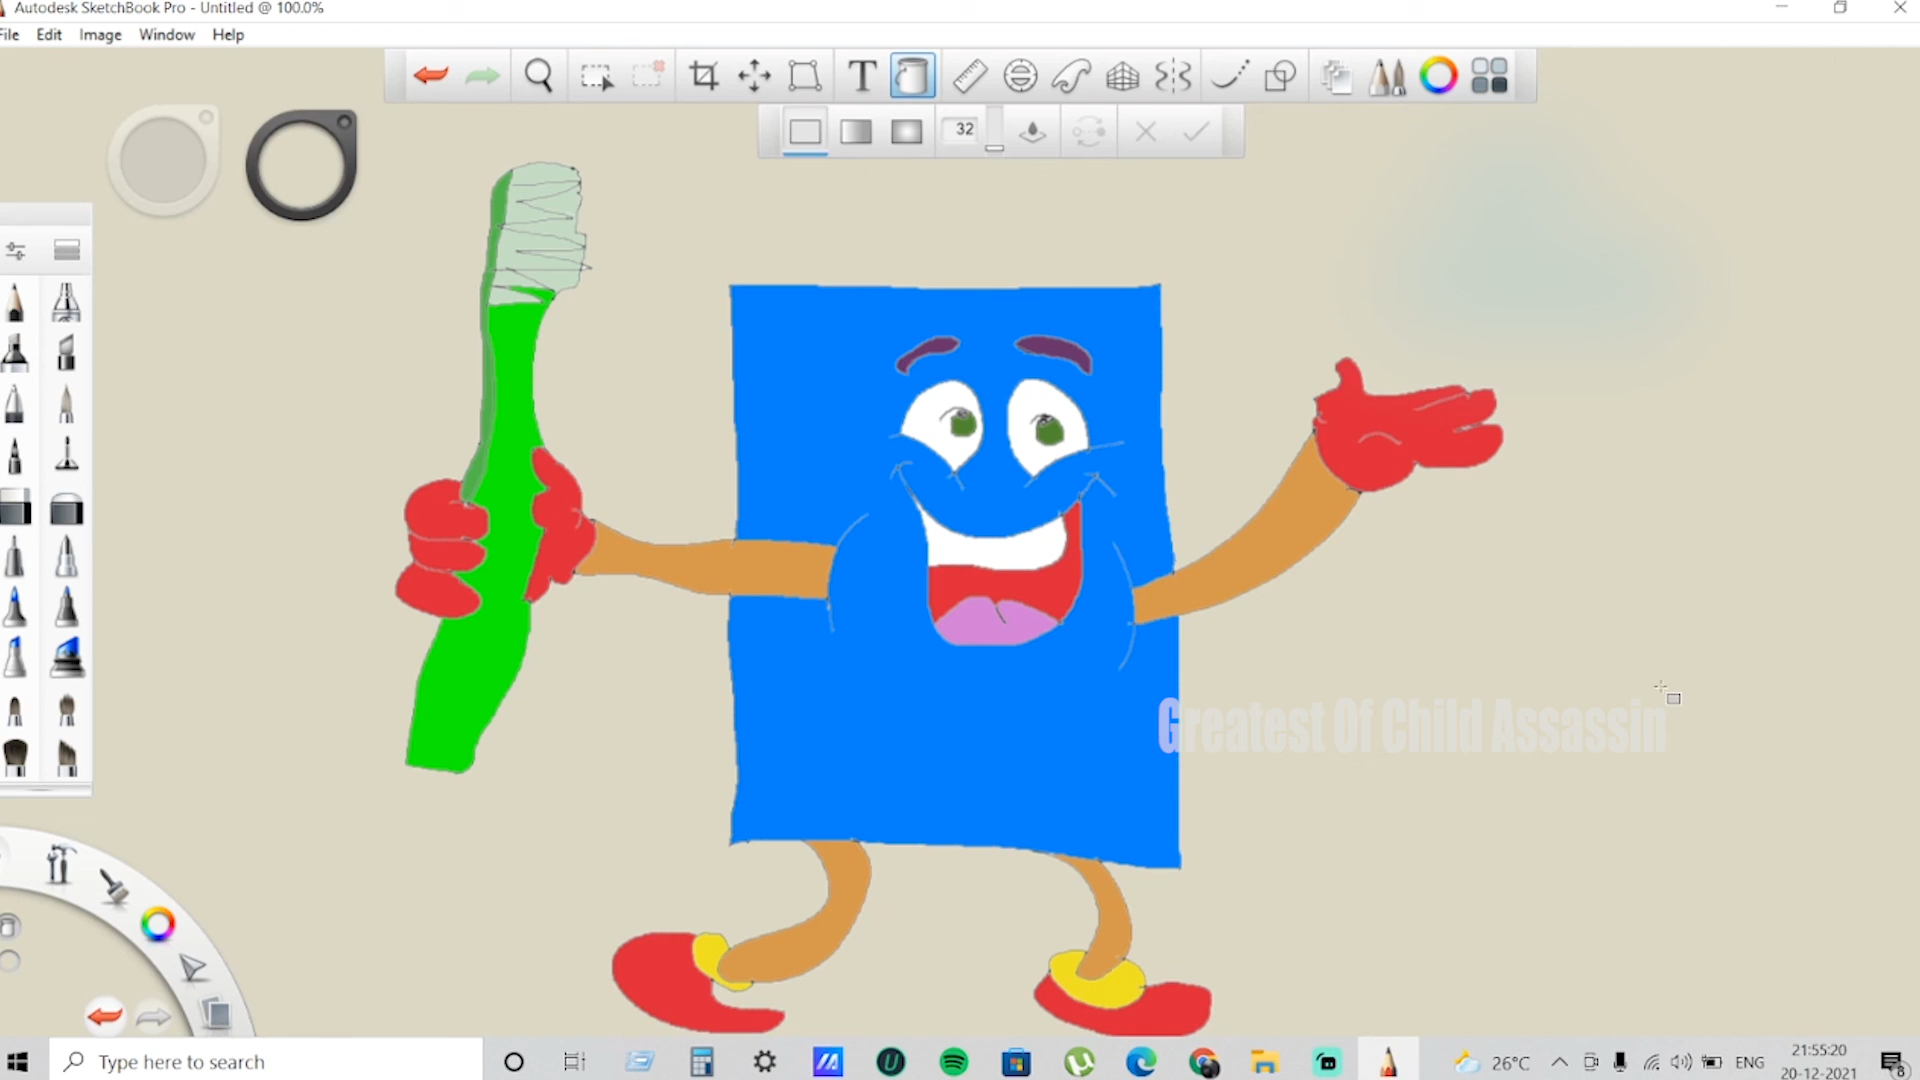 Autodesk SketchBook Pro - Untitled @ 100.0%
File Edit Image Window Help
T
32
Greatest Of Child Assassin
Type here to search
26°C
ENG
21:55:20
20-12-2021
8